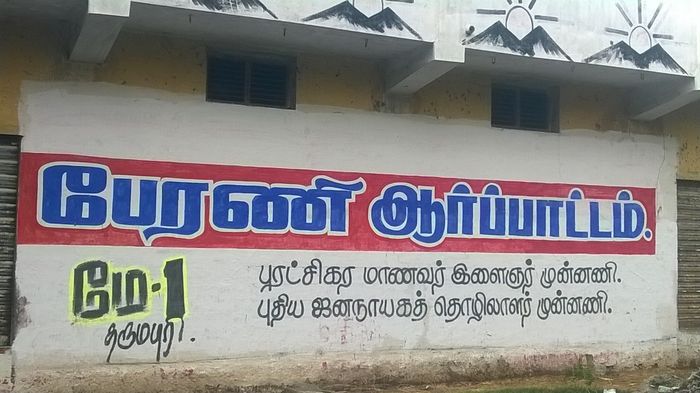 பேரணி ஆர்ப்பாட்டம்.
மே-1
தருமபுரி.
புரட்சிகர மாணவர் இளைஞர் முன்னணி.
புதிய ஜனநாயகத் தொழிலாளர் முன்னணி.